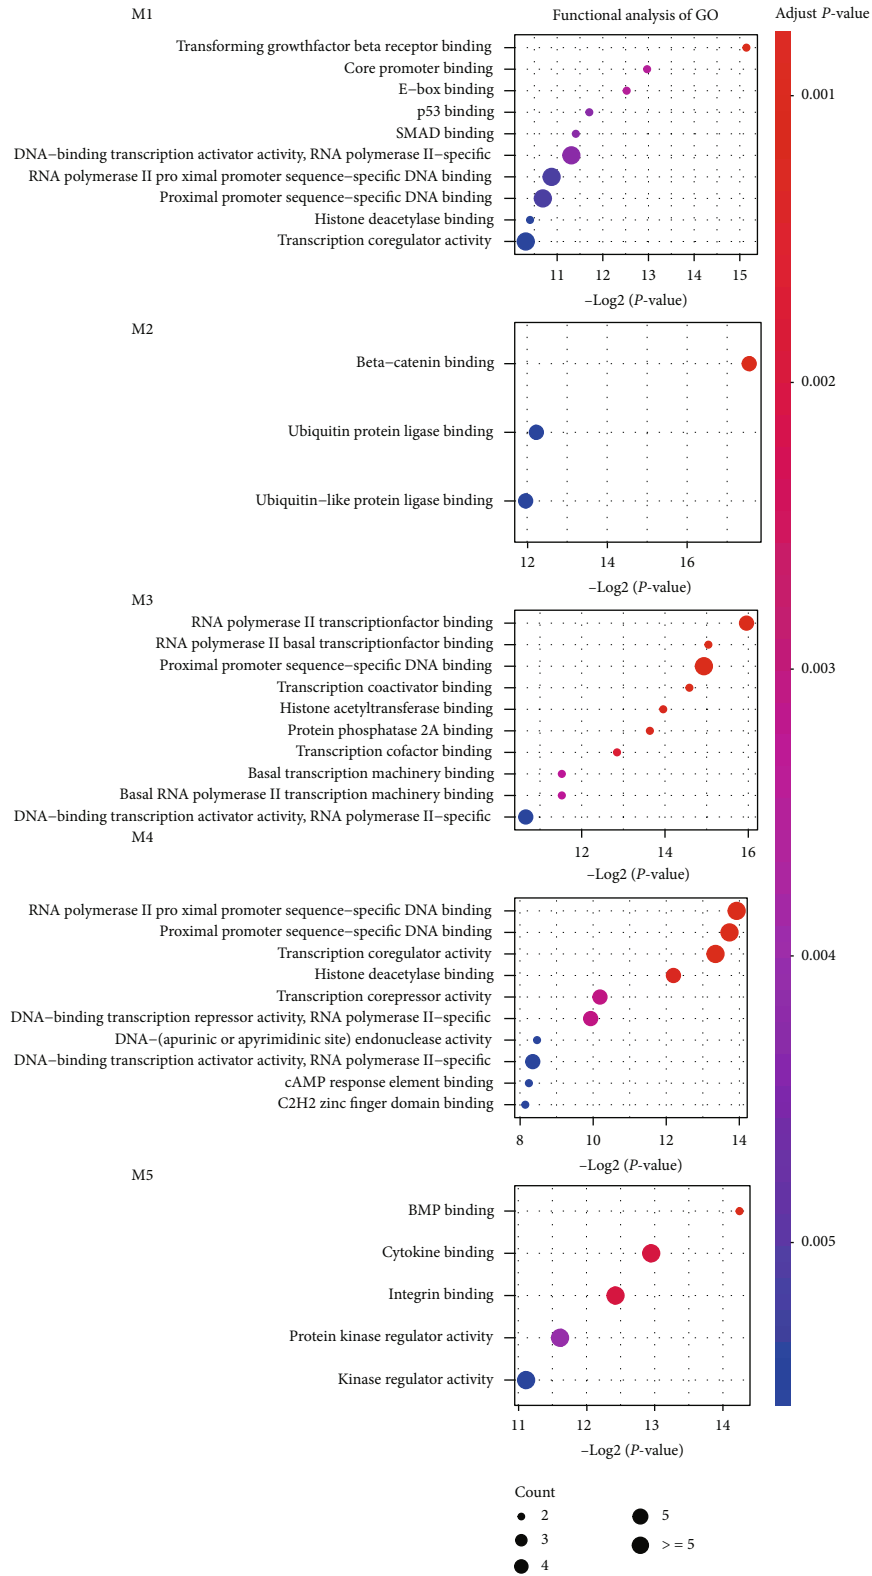 M1
Functional analysis of GO
Adjust P-value
Transforming growthfactor beta receptor binding
Core promoter binding
E-box binding
p53 binding
SMAD binding
DNA-binding transcription activator activity, RNA polymerase II-specific
RNA polymerase II pro ximal promoter sequence-specific DNA binding
Proximal promoter sequence-specific DNA binding
Histone deacetylase binding
Transcription coregulator activity
11 12 13 14 15
-Log2 (P-value)
M2
Beta-catenin binding
Ubiquitin protein ligase binding
Ubiquitin-like protein ligase binding
12 14 16
-Log2 (P-value)
M3
RNA polymerase II transcriptionfactor binding
RNA polymerase II basal transcriptionfactor binding
Proximal promoter sequence-specific DNA binding
Transcription coactivator binding
Histone acetyltransferase binding
Protein phosphatase 2A binding
Transcription cofactor binding
Basal transcription machinery binding
Basal RNA polymerase II transcription machinery binding
DNA-binding transcription activator activity, RNA polymerase II-specific
12 14 16
-Log2 (P-value)
M4
RNA polymerase II pro ximal promoter sequence-specific DNA binding
Proximal promoter sequence-specific DNA binding
Transcription coregulator activity
Histone deacetylase binding
Transcription corepressor activity
DNA-binding transcription repressor activity, RNA polymerase II-specific
DNA-(apurinic or apyrimidinic site) endonuclease activity
DNA-binding transcription activator activity, RNA polymerase II-specific
cAMP response element binding
C2H2 zinc finger domain binding
8 10 12 14
-Log2 (P-value)
M5
BMP binding
Cytokine binding
Integrin binding
Protein kinase regulator activity
Kinase regulator activity
11 12 13 14
-Log2 (P-value)
0.001
0.002
0.003
0.004
0.005
Count
2
3
4
5
> = 5